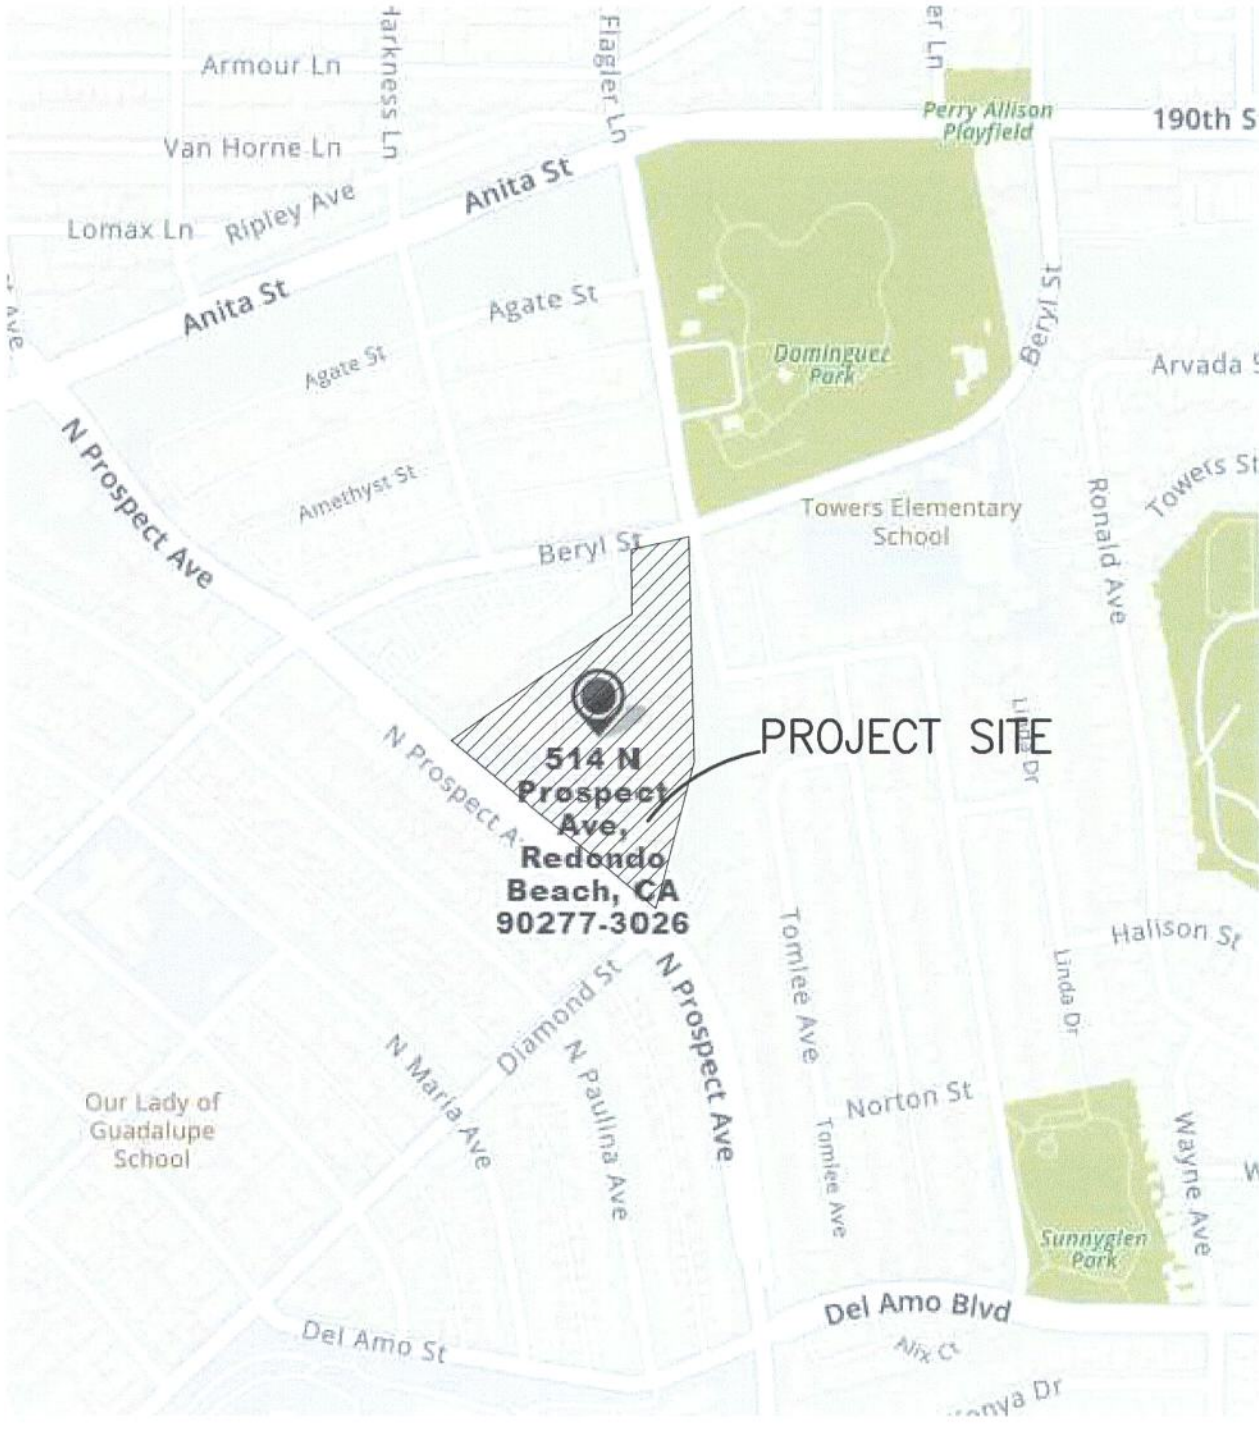 Harkness Ln
Flagler Ln
er Ln
Armour Ln
Perry Allison
Playfield
190th S
Van Horne Ln
Anita St
Ripley Ave
Lomax Ln
Anita St
Agate St
Beryl St
Ave
Agate St
Dominguez
Park
Arvada S
N Prospect Ave
Amethyst St
Towers St
Towers Elementary
School
Ronald Ave
Beryl St
PROJECT SITE
Linda Dr
N Prospect A
514 N
Prospect
Ave,
Redondo
Beach, CA
90277-3026
Tomlee Ave
Halison St
Linda Dr
Diamond St
N Prospect Ave
N Maria Ave
N Paulina Ave
Our Lady of
Guadalupe
School
Norton St
Tomlee Ave
Wayne Ave
W
Sunnyglen
Park
Del Amo Blvd
Del Amo St
Alix Ct
onya Dr